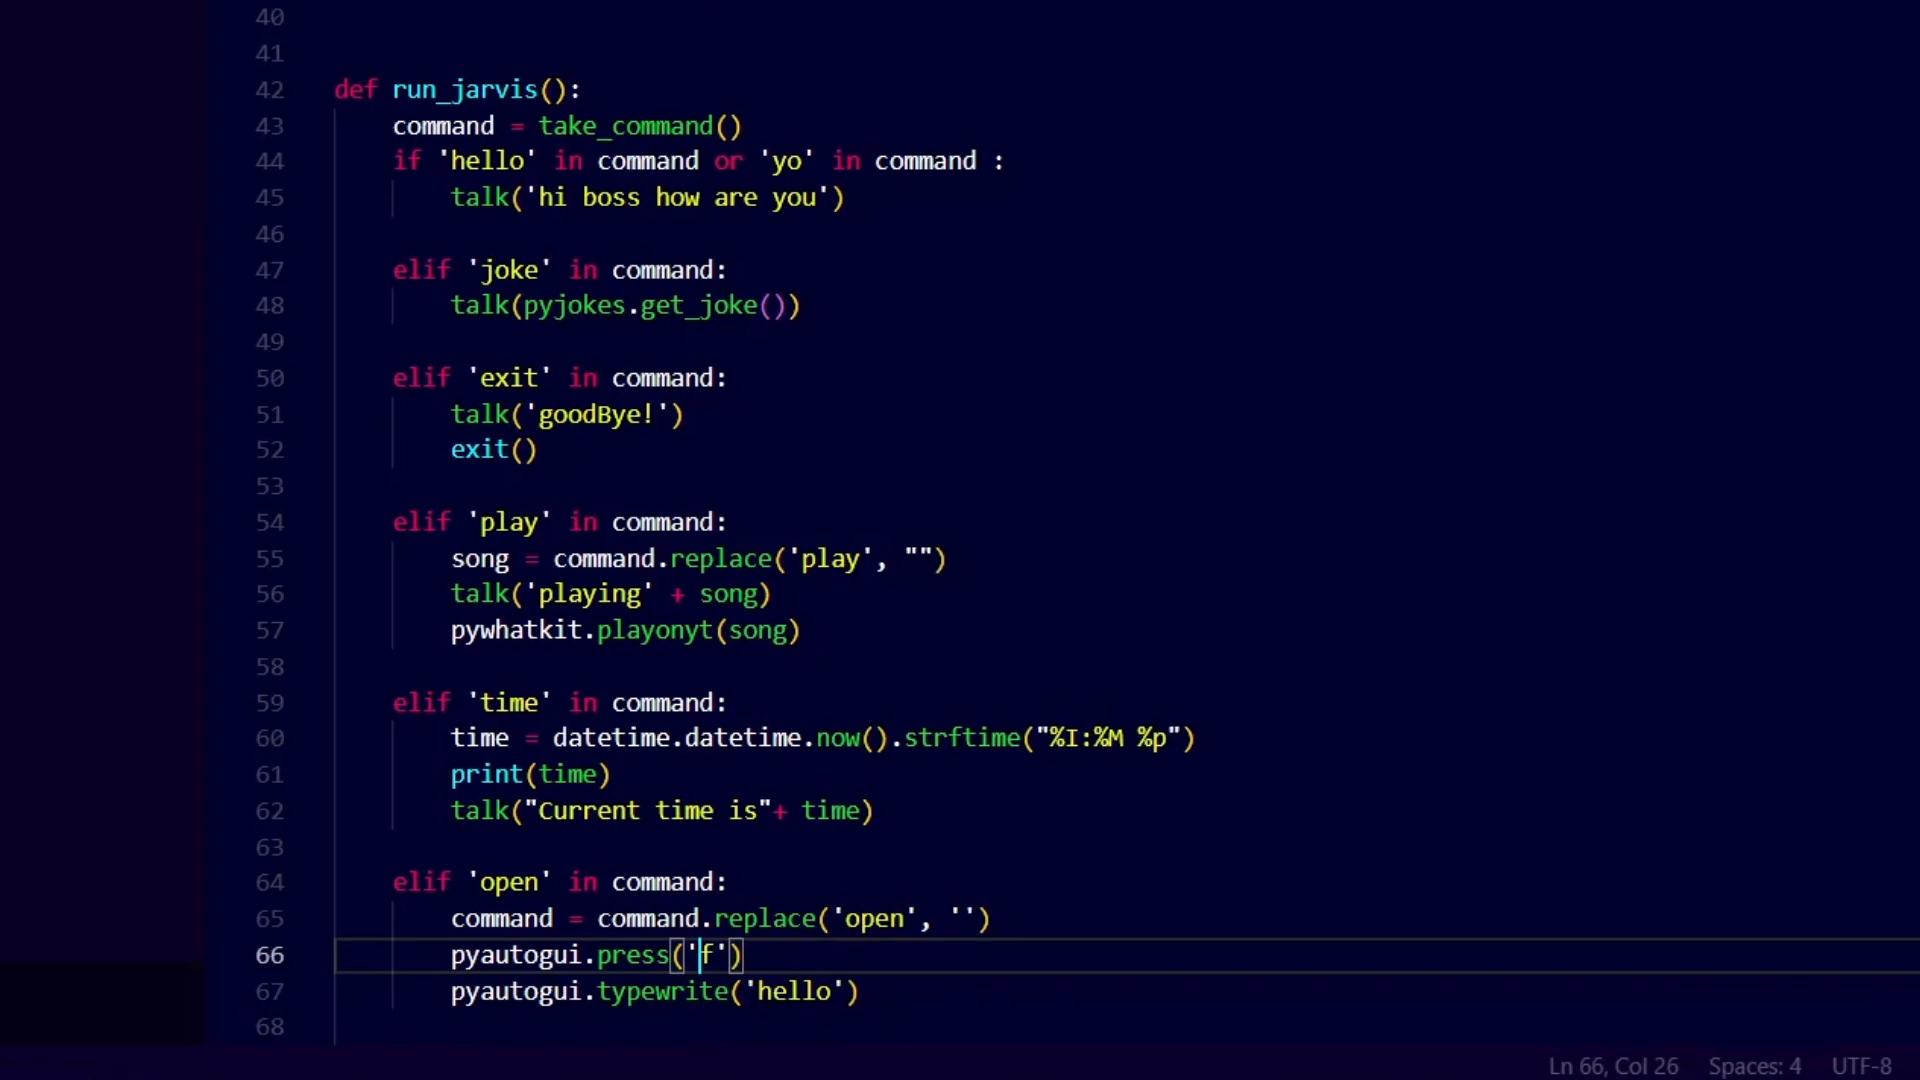 40
41
42 def run_jarvis():
43     command = take_command()
44     if 'hello' in command or 'yo' in command :
45         talk('hi boss how are you')
46
47     elif 'joke' in command:
48         talk(pyjokes.get_joke())
49
50     elif 'exit' in command:
51         talk('goodBye!')
52         exit()
53
54     elif 'play' in command:
55         song = command.replace('play', "")
56         talk('playing' + song)
57         pywhatkit.playonyt(song)
58
59     elif 'time' in command:
60         time = datetime.datetime.now().strftime("%I:%M %p")
61         print(time)
62         talk("Current time is"+ time)
63
64     elif 'open' in command:
65         command = command.replace('open', '')
66         pyautogui.press('f')
67         pyautogui.typewrite('hello')
68
Ln 66, Col 26 Spaces: 4 UTF-8